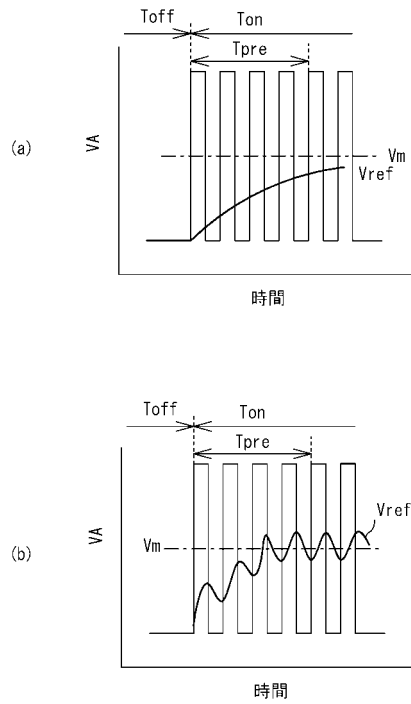 Toff Ton
Tpre
(a)
VA
Vm
Vref
時間
Toff Ton
Tpre
Vref
(b)
VA
Vm
時間